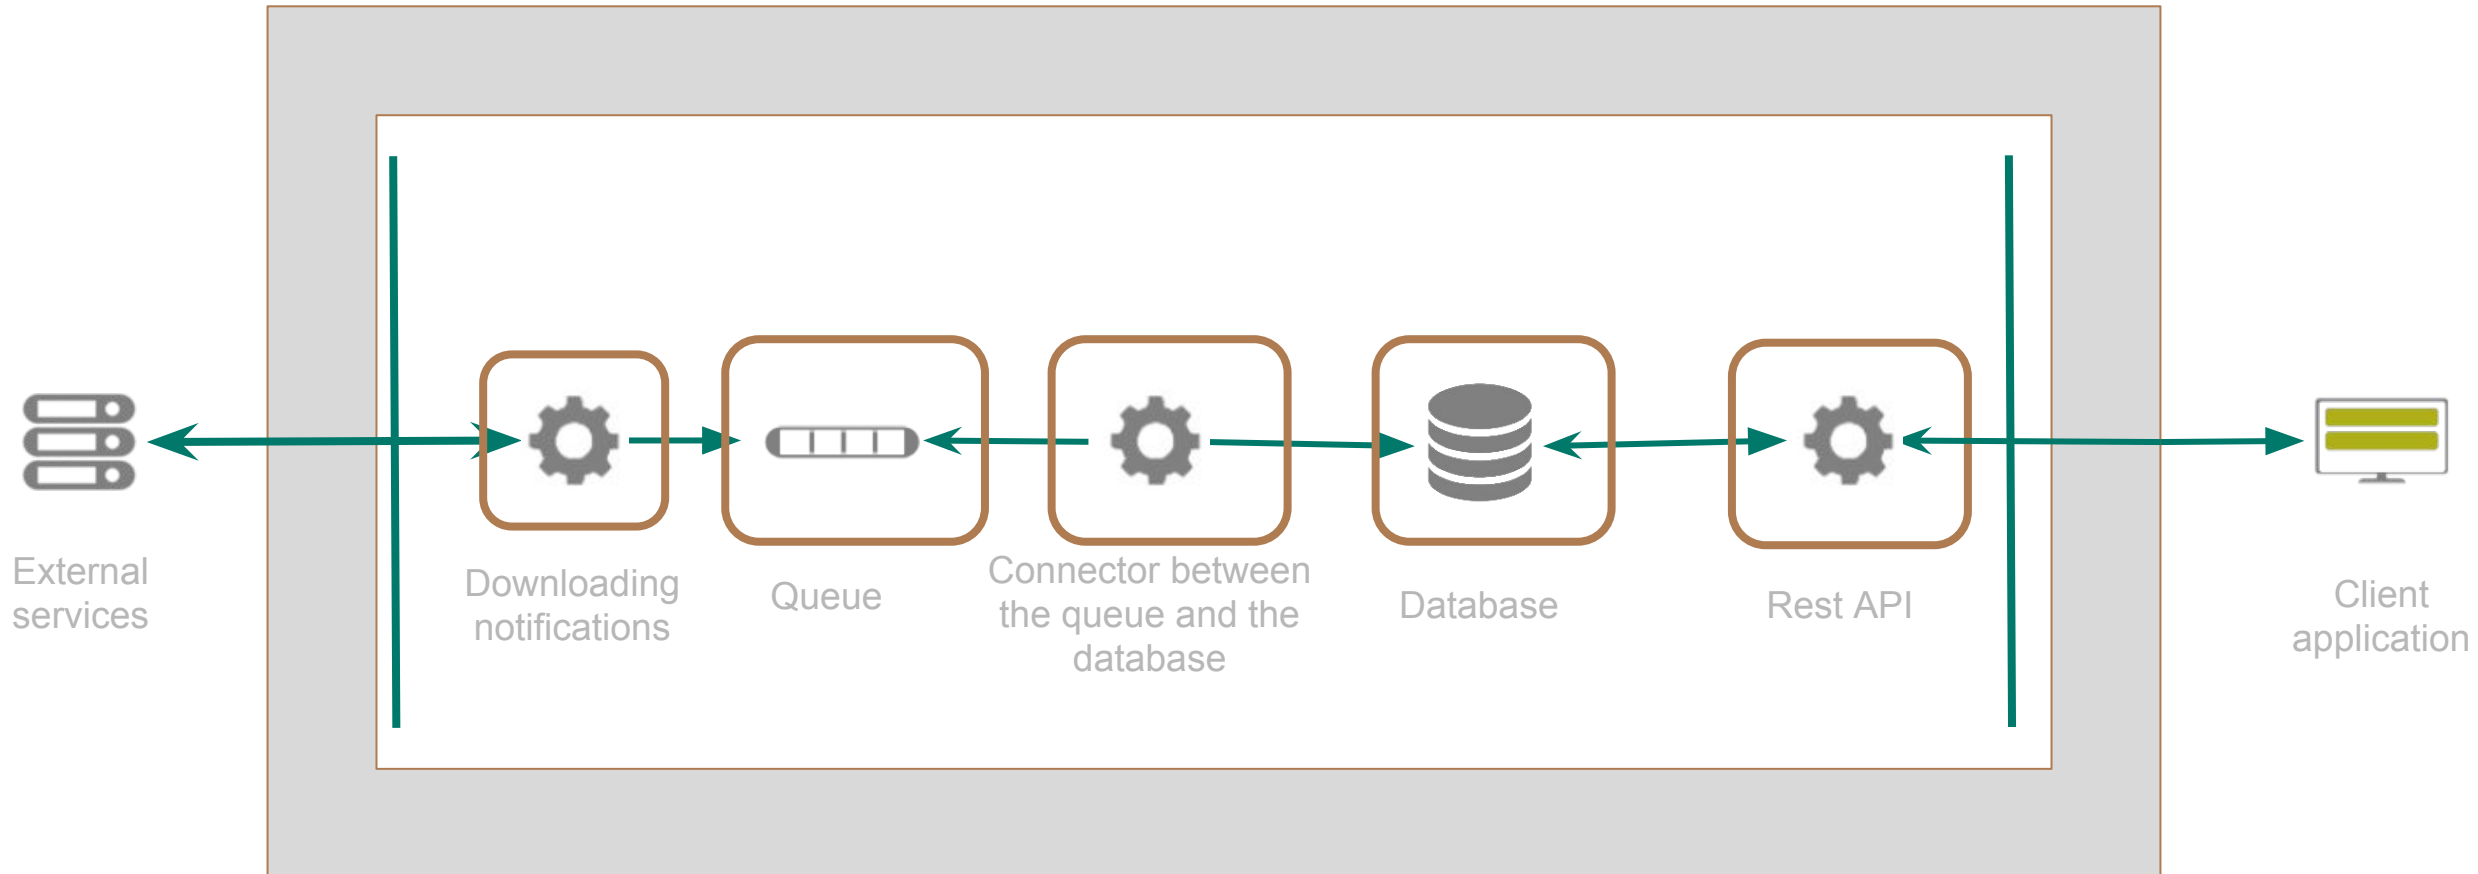 External
services
Downloading
notifications
Queue
Connector between
the queue and the
database
Database
Rest API
Client
application